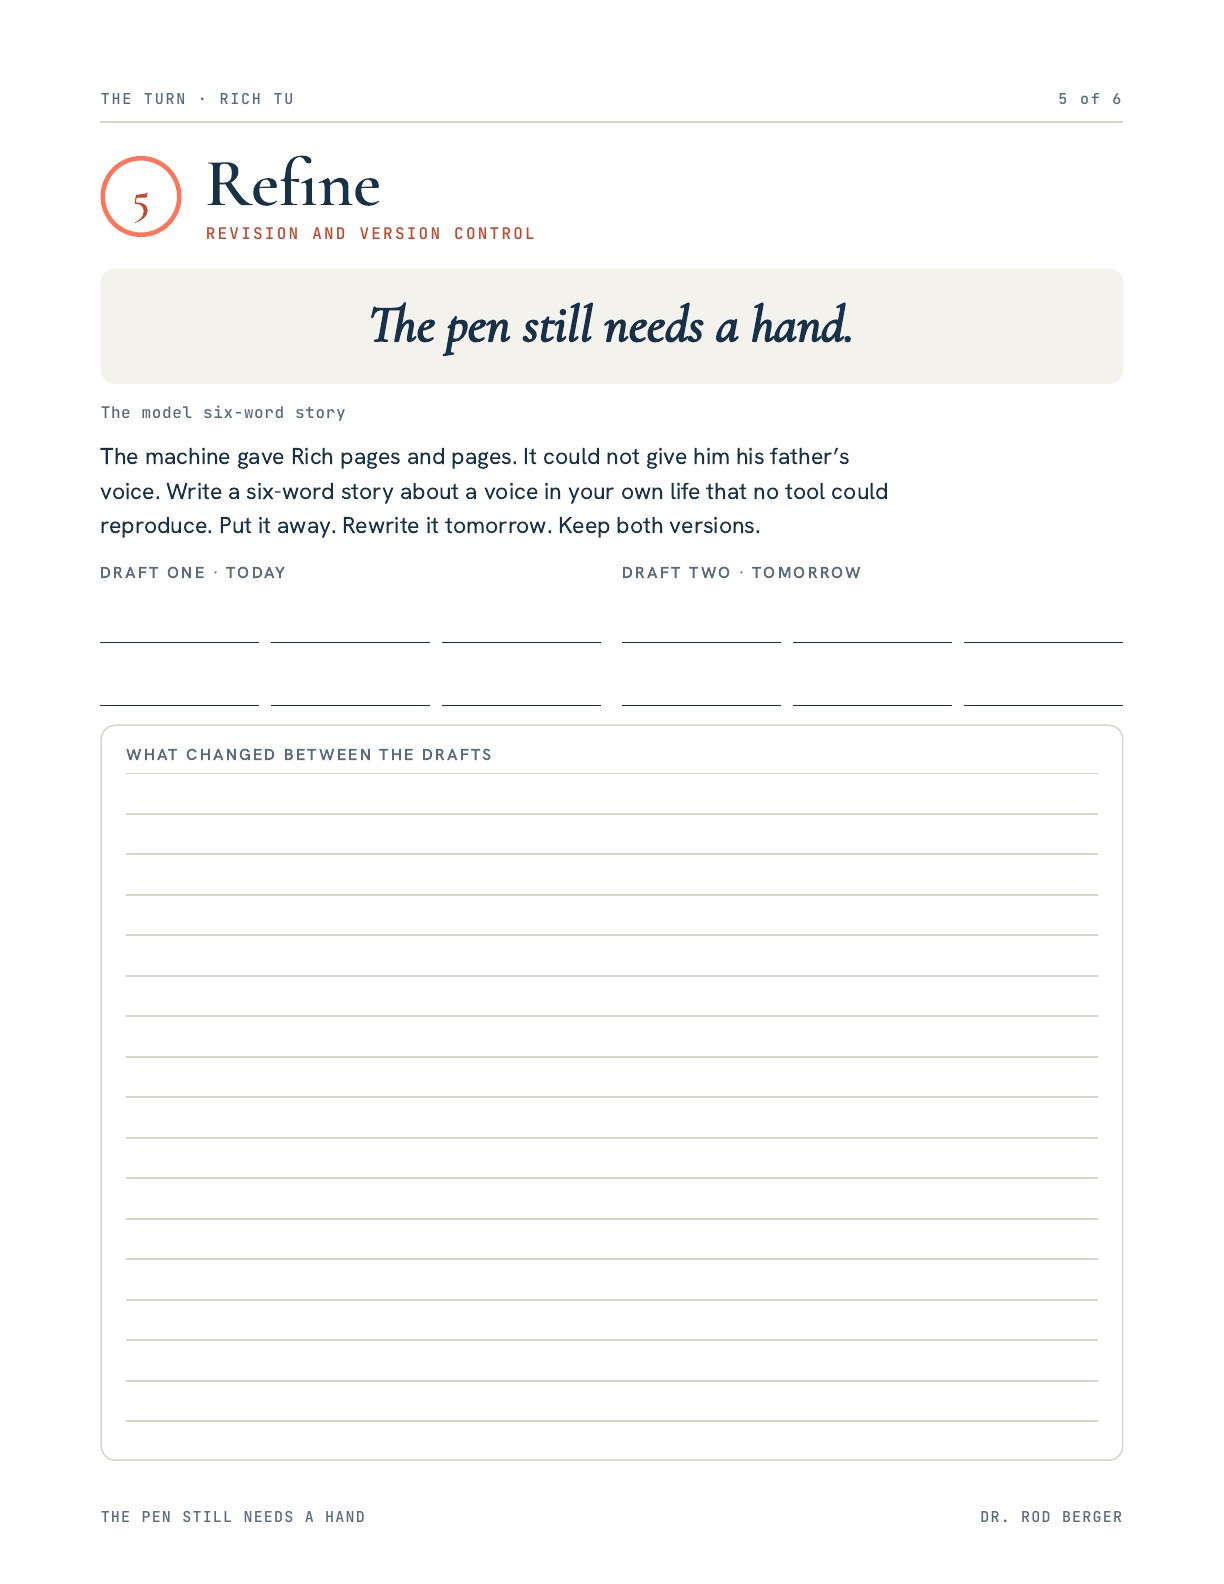 THE TURN · RICH TU
5 of 6
5
Refine
REVISION AND VERSION CONTROL
The pen still needs a hand.
The model six-word story
The machine gave Rich pages and pages. It could not give him his father’s
voice. Write a six-word story about a voice in your own life that no tool could
reproduce. Put it away. Rewrite it tomorrow. Keep both versions.
DRAFT ONE · TODAY
DRAFT TWO · TOMORROW
WHAT CHANGED BETWEEN THE DRAFTS
THE PEN STILL NEEDS A HAND
DR. ROD BERGER